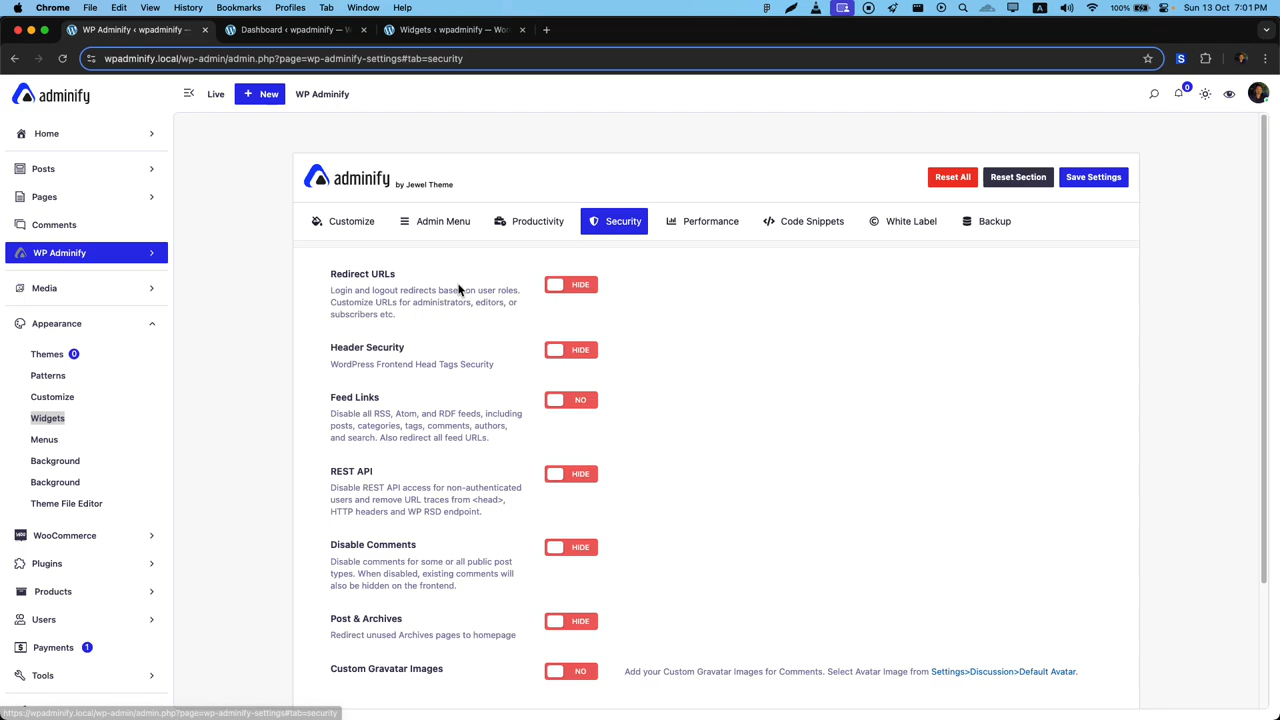 Chrome File Edit View History Bookmarks Profiles Tab Window Help
A 100% Sun 13 Oct 7:01 PM
WP Adminify ‹ wpadminify — Dashboard ‹ wpadminify — W Widgets ‹ wpadminify — Wor
wpadminify.local/wp-admin/admin.php?page=wp-adminify-settings#tab=security
S
adminify Live + New WP Adminify 0
Home
Posts
Pages
Comments
WP Adminify
Media
Appearance
Themes 0
Patterns
Customize
Widgets
Menus
Background
Background
Theme File Editor
WooCommerce
Plugins
Products
Users
Payments 1
Tools
adminify by Jewel Theme
Reset All Reset Section Save Settings
Customize Admin Menu Productivity Security Performance Code Snippets White Label Backup
Redirect URLs
HIDE
Login and logout redirects based on user roles.
Customize URLs for administrators, editors, or
subscribers etc.
Header Security
HIDE
WordPress Frontend Head Tags Security
Feed Links
NO
Disable all RSS, Atom, and RDF feeds, including
posts, categories, tags, comments, authors,
and search. Also redirect all feed URLs.
REST API
HIDE
Disable REST API access for non-authenticated
users and remove URL traces from <head>,
HTTP headers and WP RSD endpoint.
Disable Comments
HIDE
Disable comments for some or all public post
types. When disabled, existing comments will
also be hidden on the frontend.
Post & Archives
HIDE
Redirect unused Archives pages to homepage
Custom Gravatar Images
NO
Add your Custom Gravatar Images for Comments. Select Avatar Image from Settings>Discussion>Default Avatar.
https://wpadminify.local/wp-admin/admin.php?page=wp-adminify-settings#tab=security